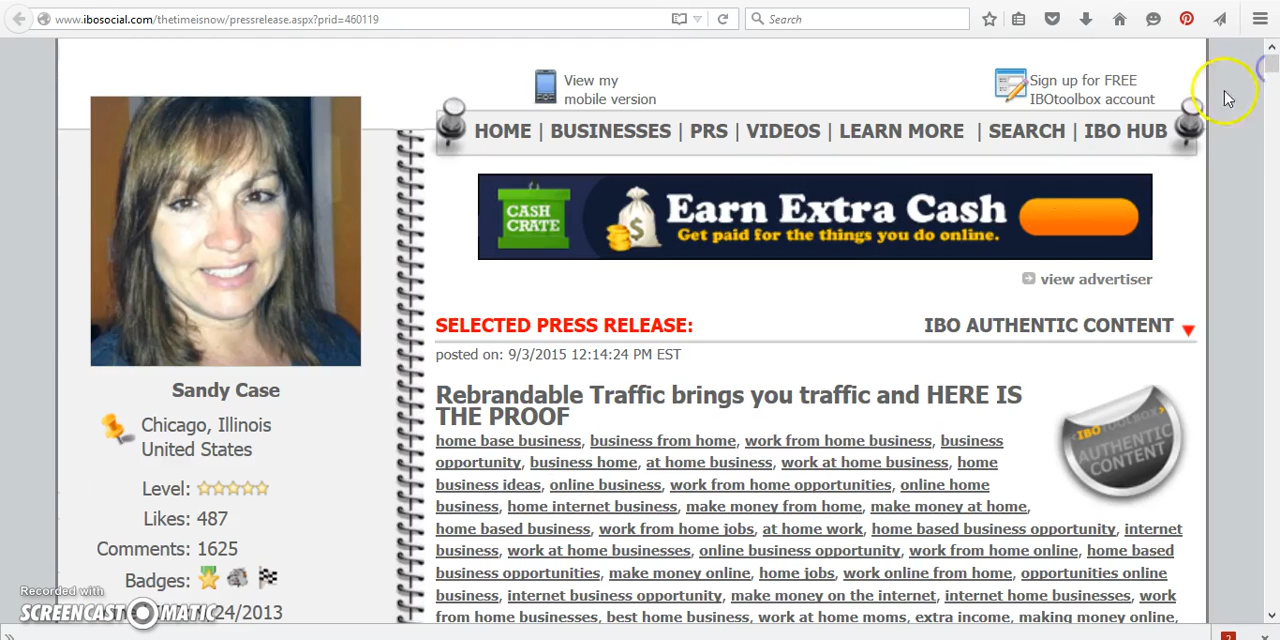 www.ibosocial.com/thetimeisnow/pressrelease.aspx?prid=460119
Search
View my
mobile version
Sign up for FREE
IBOtoolbox account
HOME | BUSINESSES | PRS | VIDEOS | LEARN MORE | SEARCH | IBO HUB
CASH
CRATE
Earn Extra Cash
Get paid for the things you do online.
view advertiser
SELECTED PRESS RELEASE:
IBO AUTHENTIC CONTENT
posted on: 9/3/2015 12:14:24 PM EST
Rebrandable Traffic brings you traffic and HERE IS
THE PROOF
IBOTOOLBOX
AUTHENTIC
CONTENT
home base business, business from home, work from home business, business
opportunity, business home, at home business, work at home business, home
business ideas, online business, work from home opportunities, online home
business, home internet business, make money from home, make money at home,
home based business, work from home jobs, at home work, home based business opportunity, internet
business, work at home businesses, online business opportunity, work from home online, home based
business opportunities, make money online, home jobs, work online from home, opportunities online
business, internet business opportunity, make money on the internet, internet home businesses, work
from home businesses, best home business, work at home moms, extra income, making money online,
Sandy Case
Chicago, Illinois
United States
Level:
Likes: 487
Comments: 1625
Badges:
24/2013
Recorded with
SCREENCAST-O-MATIC
2